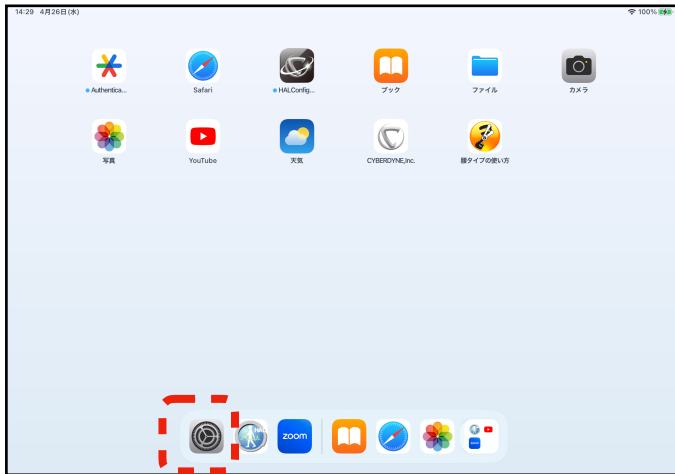 14:29 4月26日(水)
100%
Authentica...
Safari
HALConfig...
ブック
ファイル
カメラ
写真
YouTube
天気
CYBERDYNE,Inc.
腰タイプの使い方
HAL
zoom